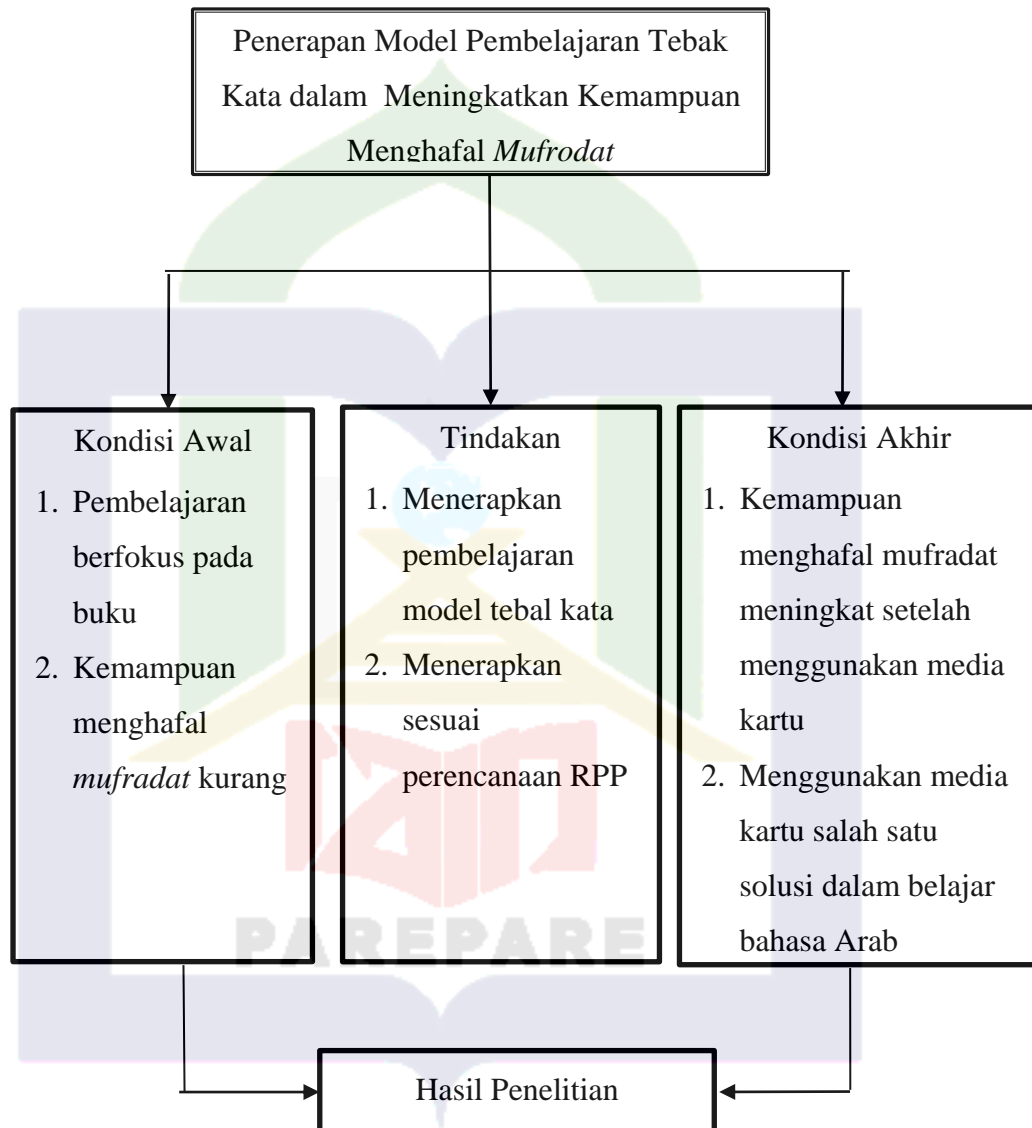 Penerapan Model Pembelajaran Tebak
Kata dalam Meningkatkan Kemampuan
Menghafal Mufrodat
Kondisi Awal
1. Pembelajaran
berfokus pada
buku
2. Kemampuan
menghafal
mufradat kurang
Tindakan
1. Menerapkan
pembelajaran
model tebal kata
2. Menerapkan
sesuai
perencanaan RPP
Kondisi Akhir
1. Kemampuan
menghafal mufradat
meningkat setelah
menggunakan media
kartu
2. Menggunakan media
kartu salah satu
solusi dalam belajar
bahasa Arab
PAREPARE
Hasil Penelitian